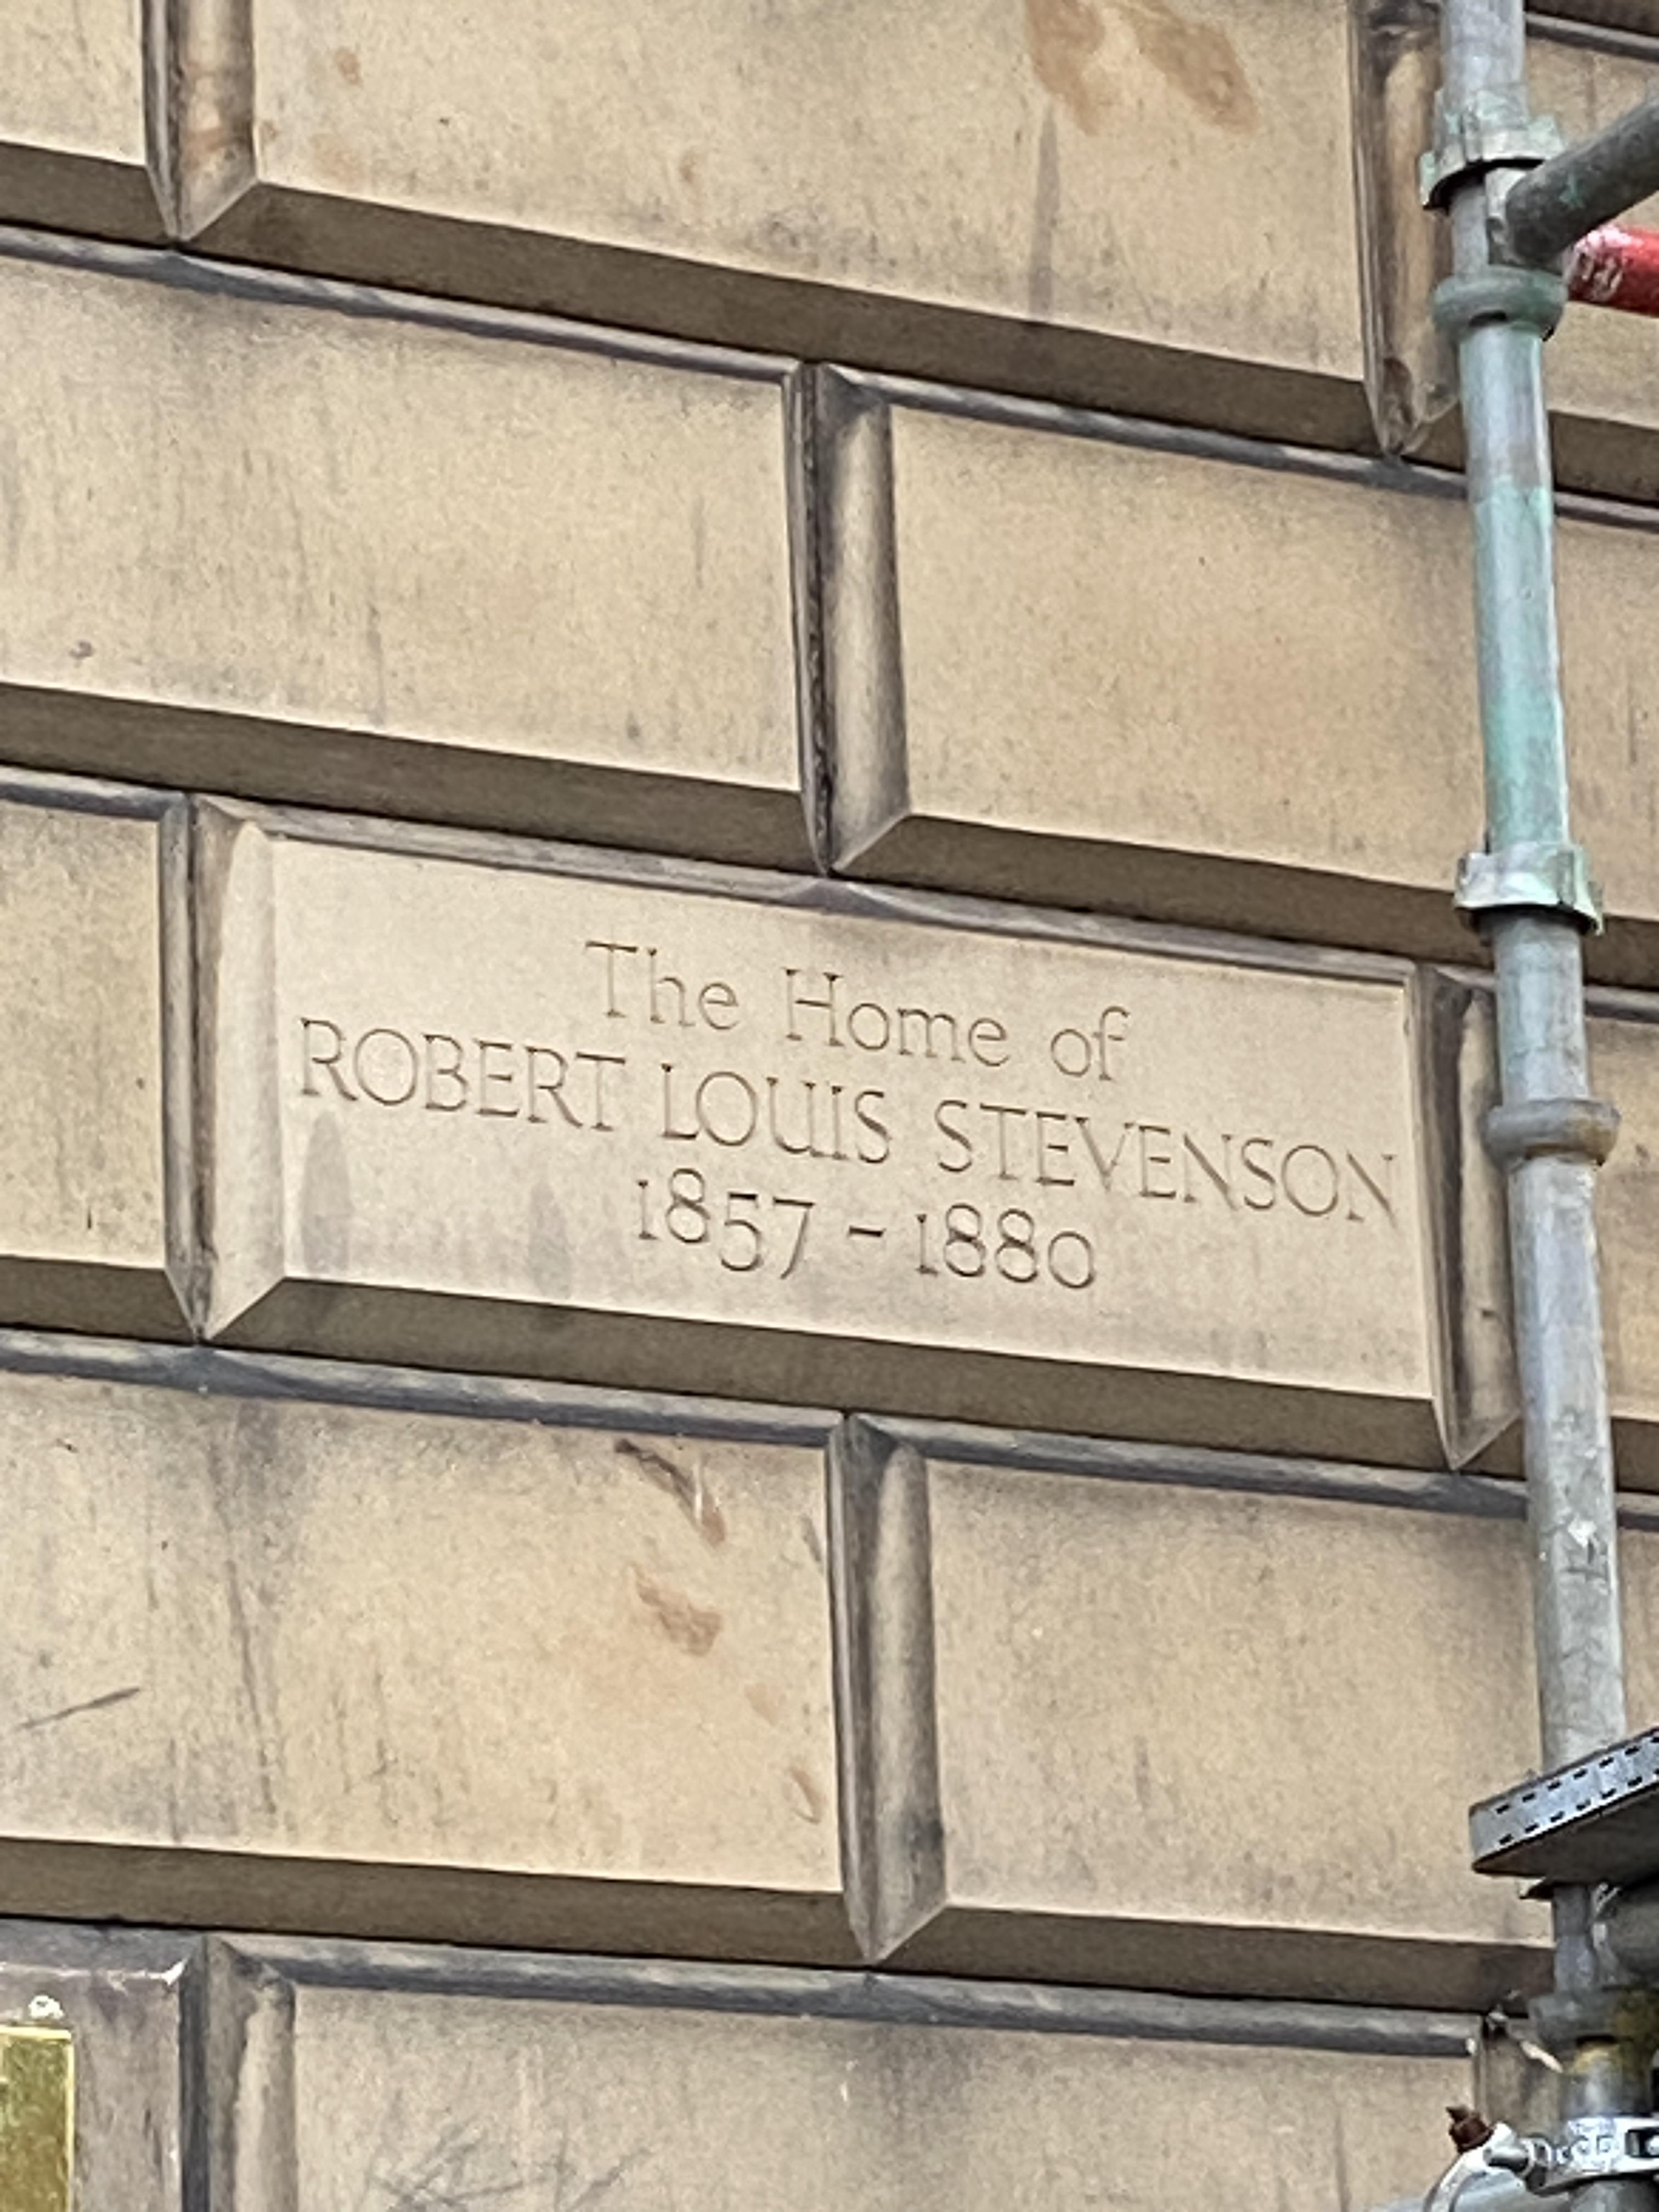 The Home of
ROBERT LOUIS STEVENSON
1857 - 1880